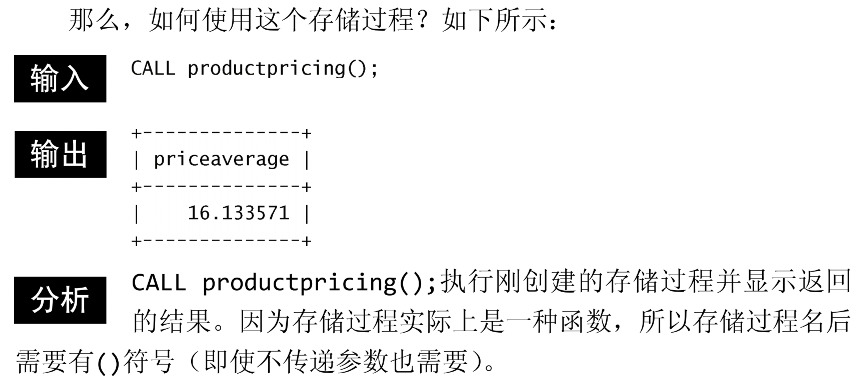 那么，如何使用这个存储过程？如下所示：
输入 CALL productpricing();
输出
+--------------+
| priceaverage |
+--------------+
|    16.133571 |
+--------------+
分析 CALL productpricing();执行刚创建的存储过程并显示返回
的结果。因为存储过程实际上是一种函数，所以存储过程名后
需要有()符号（即使不传递参数也需要）。